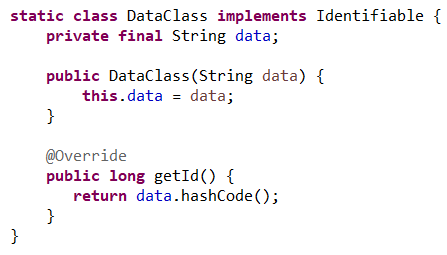 static class DataClass implements Identifiable {
    private final String data;

    public DataClass(String data) {
        this.data = data;
    }

    @Override
    public long getId() {
       return data.hashCode();
    }
}